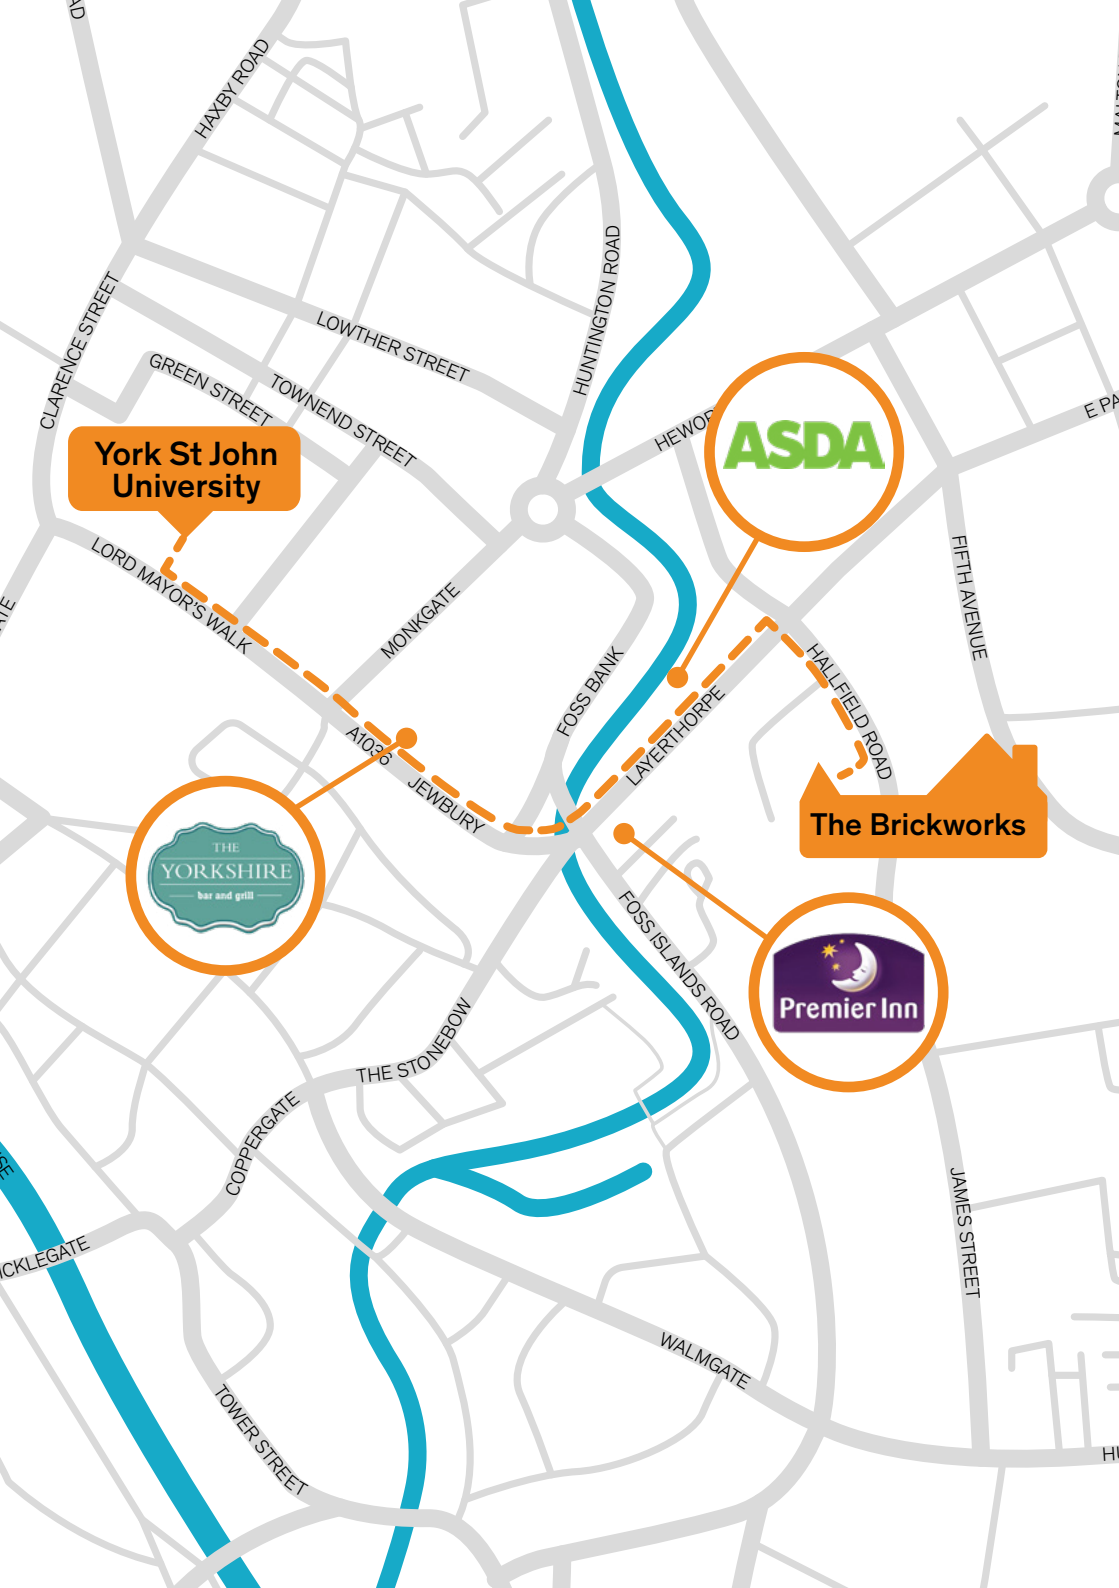 HAXBY ROAD
HUNTINGTON ROAD
CLARENCE STREET
LOWTHER STREET
GREEN STREET
TOWNEND STREET
York St John
University
LORD MAYOR'S WALK
MONKGATE
ASDA
E PA
FIFTH AVENUE
FOSS BANK
LAYERTHORPE
HALLFIELD ROAD
A1036
JEWBURY
The Brickworks
THE
YORKSHIRE
bar and grill
Premier Inn
FOSS ISLANDS ROAD
THE STONEBOW
COPPERGATE
ICKLEGATE
JAMES STREET
WALMGATE
TOWER STREET